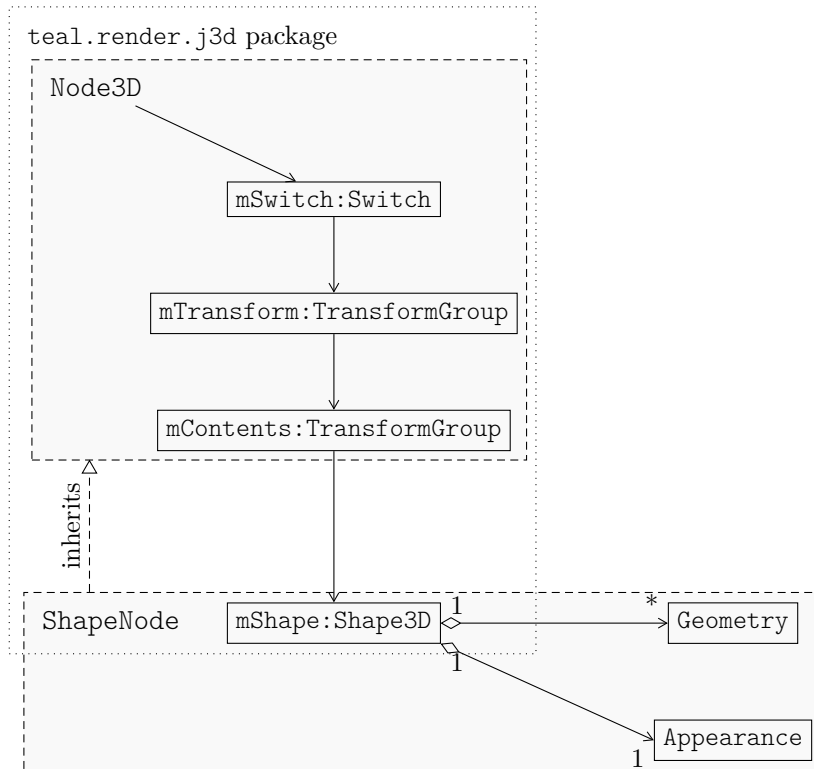 teal.render.j3d package
Node3D
mSwitch:Switch
mTransform:TransformGroup
mContents:TransformGroup
inherits
ShapeNode
mShape:Shape3D
1
*
Geometry
1
Appearance
1